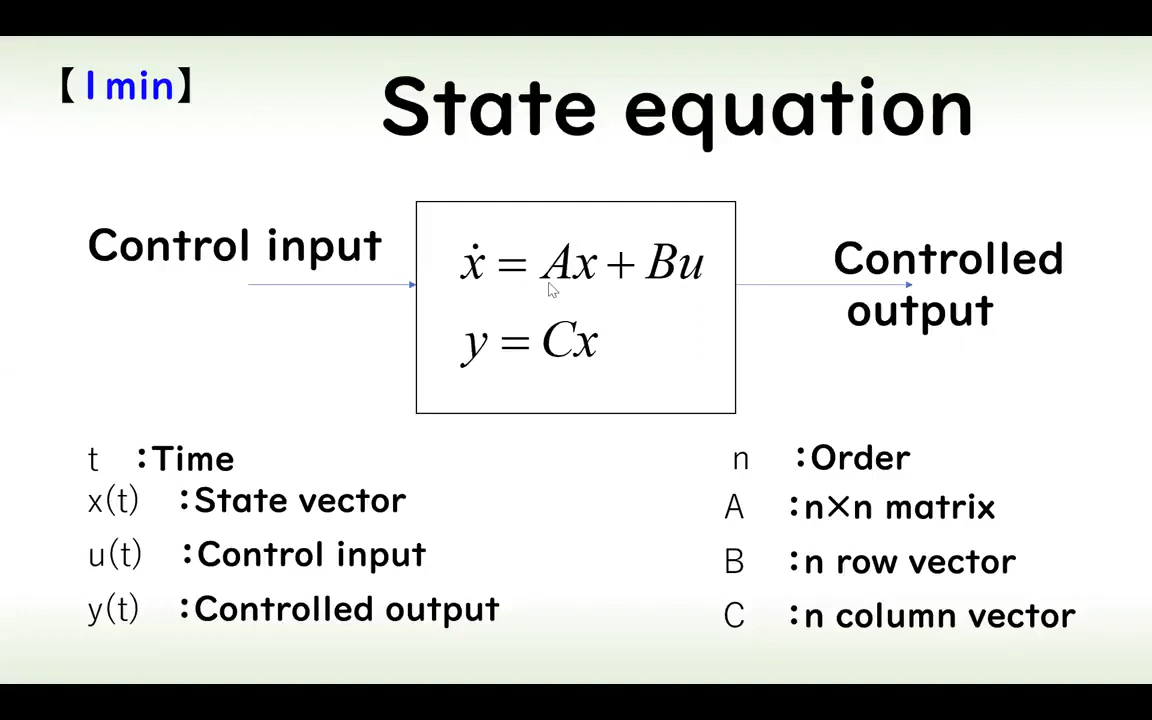 【1min】
State equation
Control input
ẋ = Ax + Bu
y = Cx
Controlled
output
t :Time
x(t) :State vector
u(t) :Control input
y(t) :Controlled output
n :Order
A :n×n matrix
B :n row vector
C :n column vector